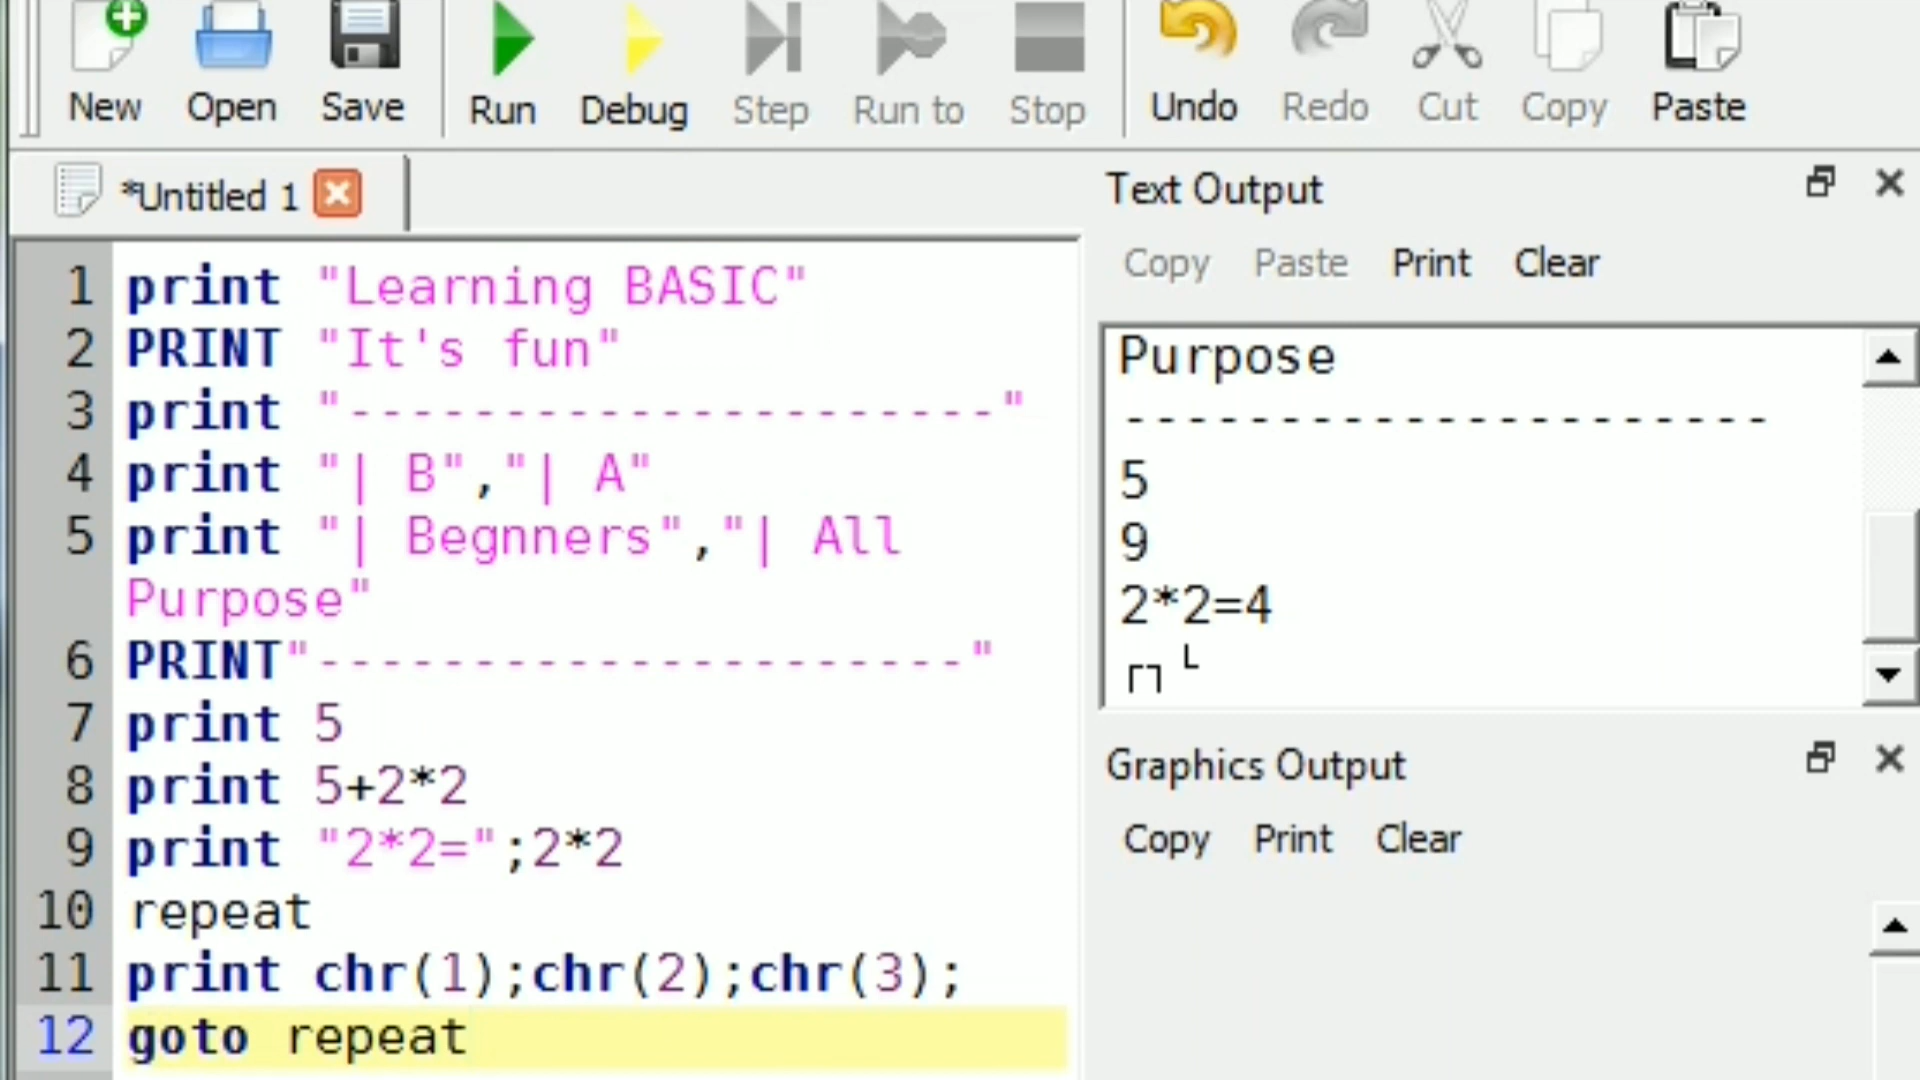 New Open Save Run Debug Step Run to Stop Undo Redo Cut Copy Paste
*Untitled 1
1 print "Learning BASIC"
2 PRINT "It's fun"
3 print "---------------------"
4 print "| B","| A"
5 print "| Begnners","| All
Purpose"
6 PRINT"---------------------"
7 print 5
8 print 5+2*2
9 print "2*2=";2*2
10 repeat
11 print chr(1);chr(2);chr(3);
12 goto repeat
Text Output
Copy Paste Print Clear
Purpose
---------------------
5
9
2*2=4
┌┐└
Graphics Output
Copy Print Clear